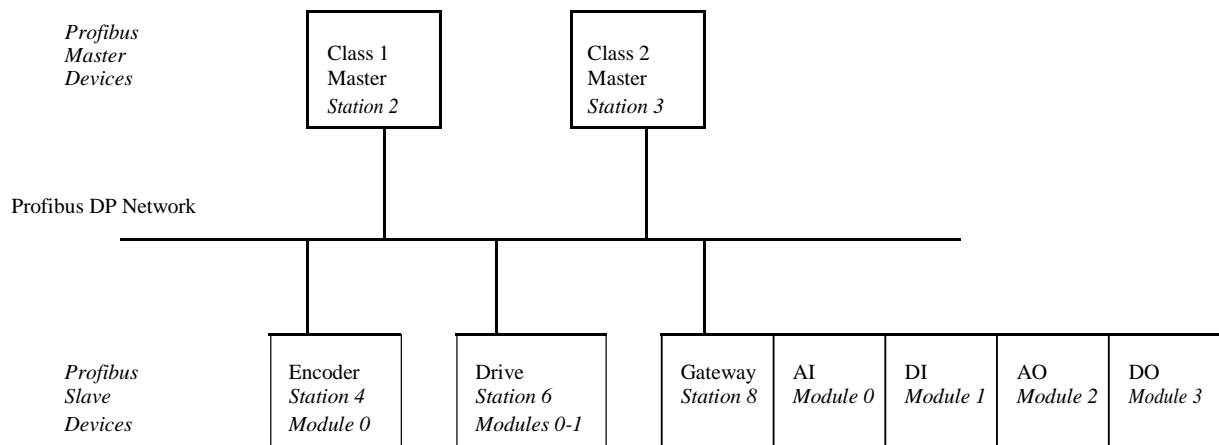 Profibus
Master
Devices
Class 1
Master
Station 2
Class 2
Master
Station 3
Profibus DP Network
Profibus
Slave
Devices
Encoder
Station 4
Module 0
Drive
Station 6
Modules 0-1
Gateway
Station 8
AI
Module 0
DI
Module 1
AO
Module 2
DO
Module 3